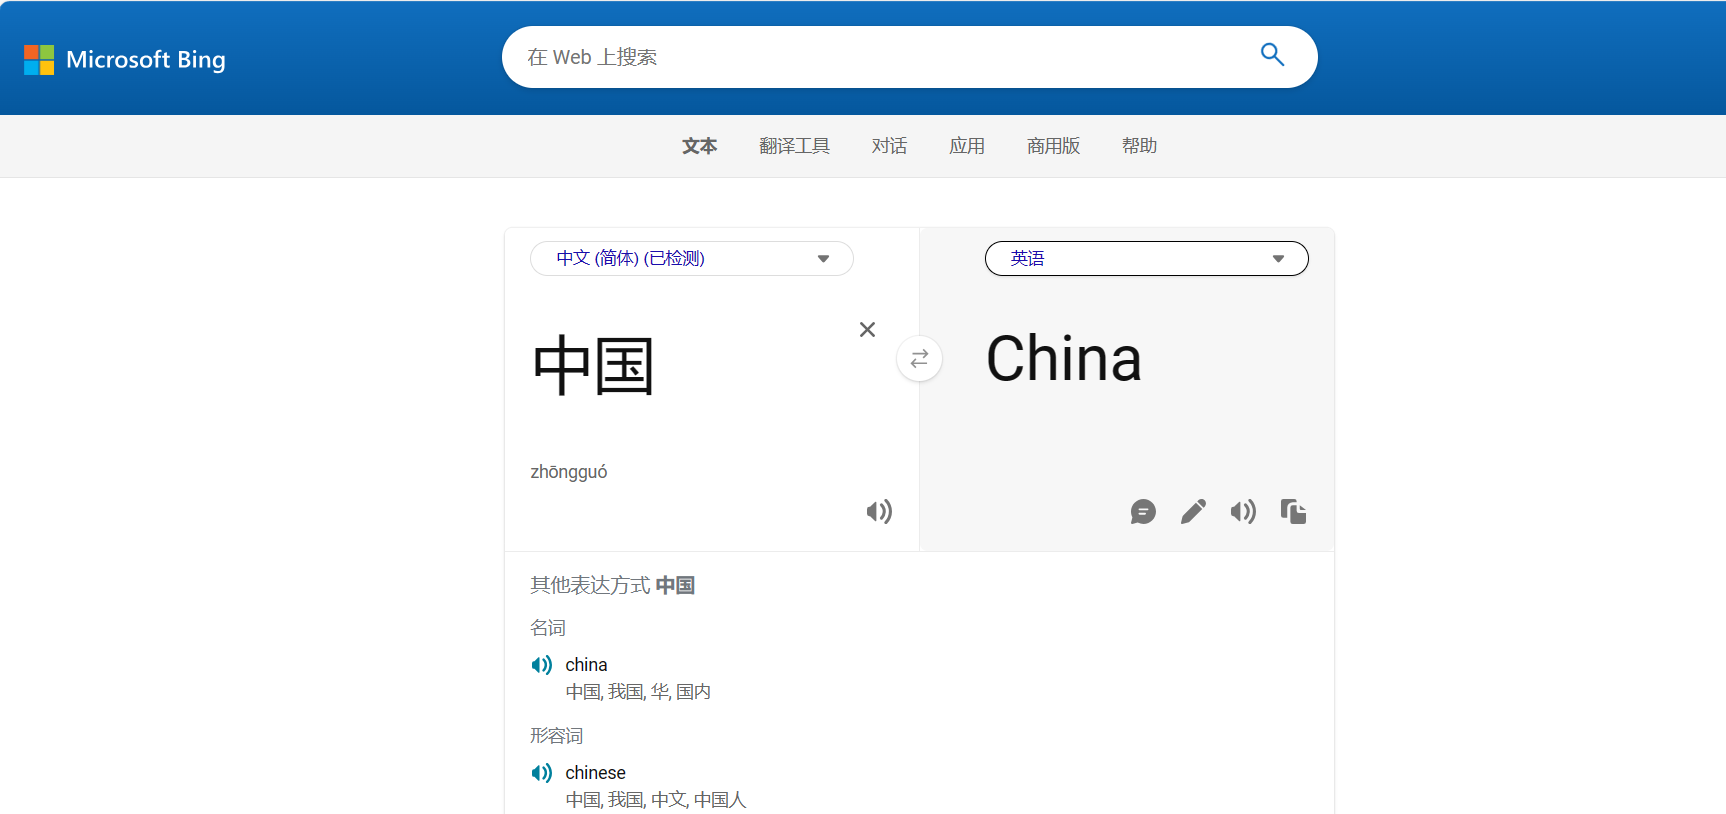 Microsoft Bing
在 Web 上搜索
文本 翻译工具 对话 应用 商用版 帮助
中文 (简体) (已检测)
英语
中国
China
zhōngguó
其他表达方式 中国
名词
china
中国, 我国, 华, 国内
形容词
chinese
中国, 我国, 中文, 中国人